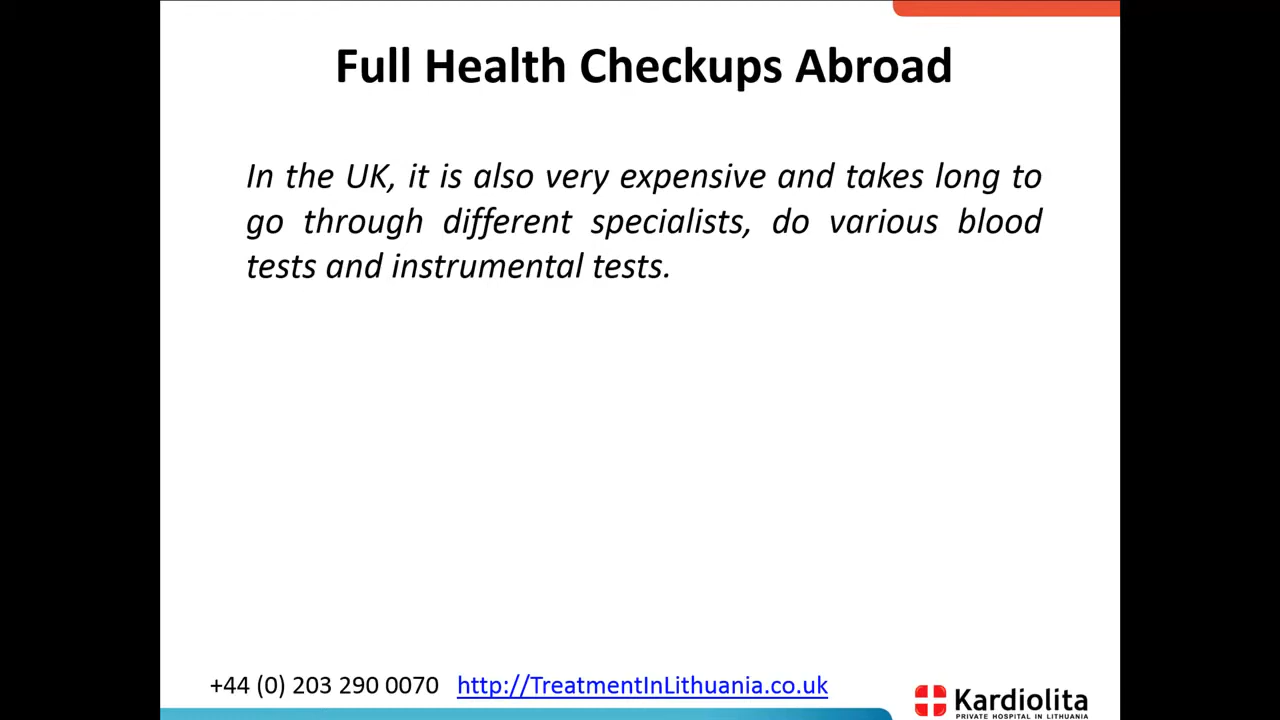 Full Health Checkups Abroad
In the UK, it is also very expensive and takes long to
go through different specialists, do various blood
tests and instrumental tests.
+44 (0) 203 290 0070 http://TreatmentInLithuania.co.uk
Kardiolita
PRIVATE HOSPITAL IN LITHUANIA